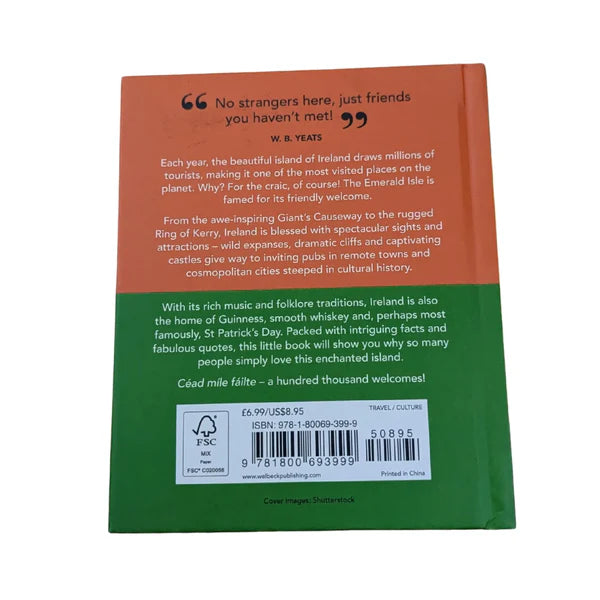 “ No strangers here, just friends
you haven't met! ”
W. B. YEATS
Each year, the beautiful island of Ireland draws millions of
tourists, making it one of the most visited places on the
planet. Why? For the craic, of course! The Emerald Isle is
famed for its friendly welcome.
From the awe-inspiring Giant's Causeway to the rugged
Ring of Kerry, Ireland is blessed with spectacular sights and
attractions – wild expanses, dramatic cliffs and captivating
castles give way to inviting pubs in remote towns and
cosmopolitan cities steeped in cultural history.
With its rich music and folklore traditions, Ireland is also
the home of Guinness, smooth whiskey and, perhaps most
famously, St Patrick's Day. Packed with intriguing facts and
fabulous quotes, this little book will show you why so many
people simply love this enchanted island.
Céad míle fáilte – a hundred thousand welcomes!
FSC
MIX
Paper
FSC® C020056
£6.99/US$8.95
TRAVEL / CULTURE
ISBN: 978-1-80069-399-9
50895
9 781800 693999
www.welbeckpublishing.com
Printed in China
Cover images: Shutterstock